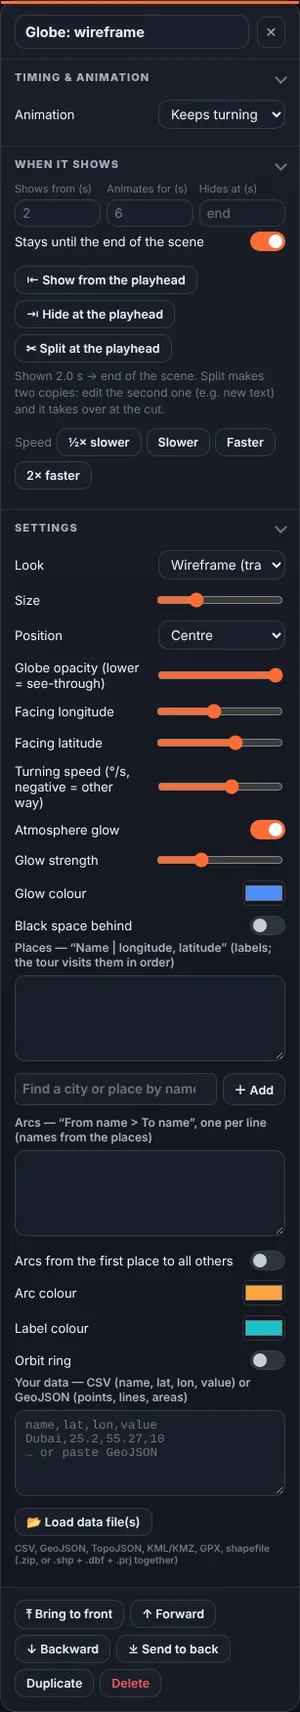 Globe: wireframe
×
TIMING & ANIMATION
Animation
Keeps turning
WHEN IT SHOWS
Shows from (s)
Animates for (s)
Hides at (s)
2
6
end
Stays until the end of the scene
⇤ Show from the playhead
⇥ Hide at the playhead
✂ Split at the playhead
Shown 2.0 s → end of the scene. Split makes
two copies: edit the second one (e.g. new text)
and it takes over at the cut.
Speed
½× slower
Slower
Faster
2× faster
SETTINGS
Look
Wireframe (tra
Size
Position
Centre
Globe opacity (lower
= see-through)
Facing longitude
Facing latitude
Turning speed (°/s,
negative = other
way)
Atmosphere glow
Glow strength
Glow colour
Black space behind
Places — “Name | longitude, latitude” (labels;
the tour visits them in order)
Find a city or place by name
+ Add
Arcs — “From name > To name”, one per line
(names from the places)
Arcs from the first place to all others
Arc colour
Label colour
Orbit ring
Your data — CSV (name, lat, lon, value) or
GeoJSON (points, lines, areas)
name,lat,lon,value
Dubai,25.2,55.27,10
… or paste GeoJSON
📂 Load data file(s)
CSV, GeoJSON, TopoJSON, KML/KMZ, GPX, shapefile
(.zip, or .shp + .dbf + .prj together)
⤒ Bring to front
↑ Forward
↓ Backward
⤓ Send to back
Duplicate
Delete